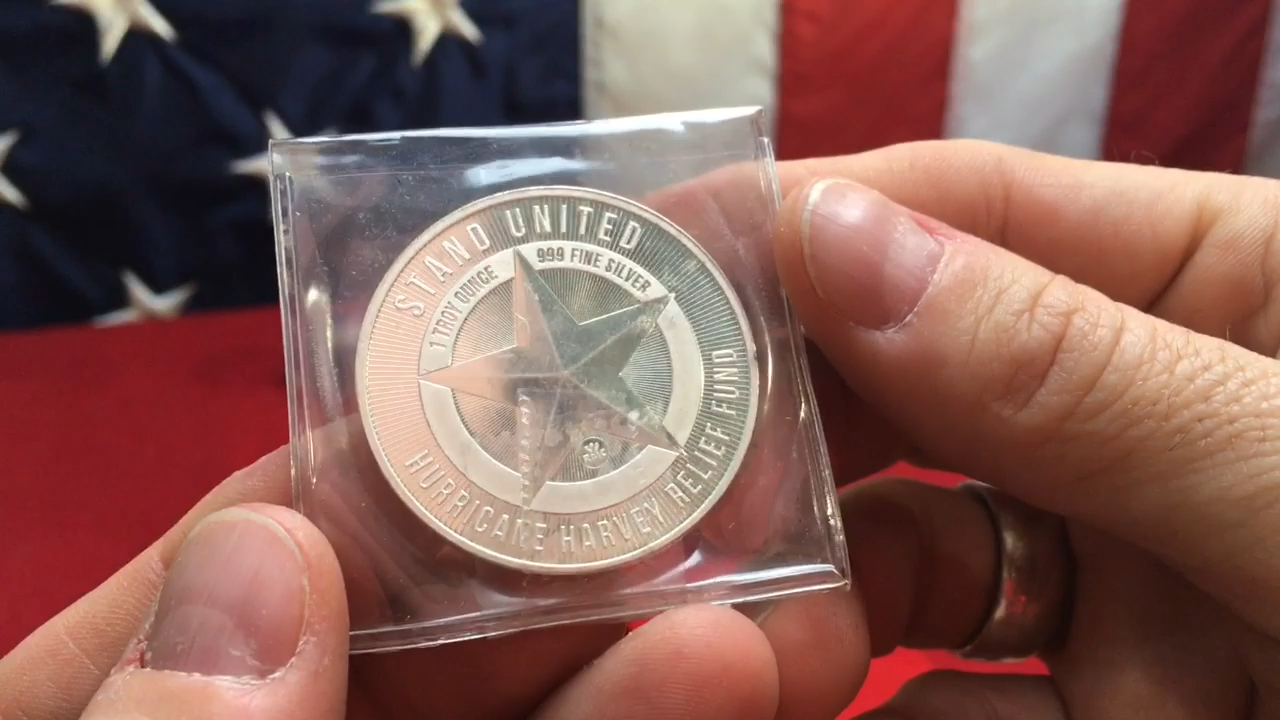 STAND UNITED
1 TROY OUNCE 999 FINE SILVER
HURRICANE HARVEY RELIEF FUND